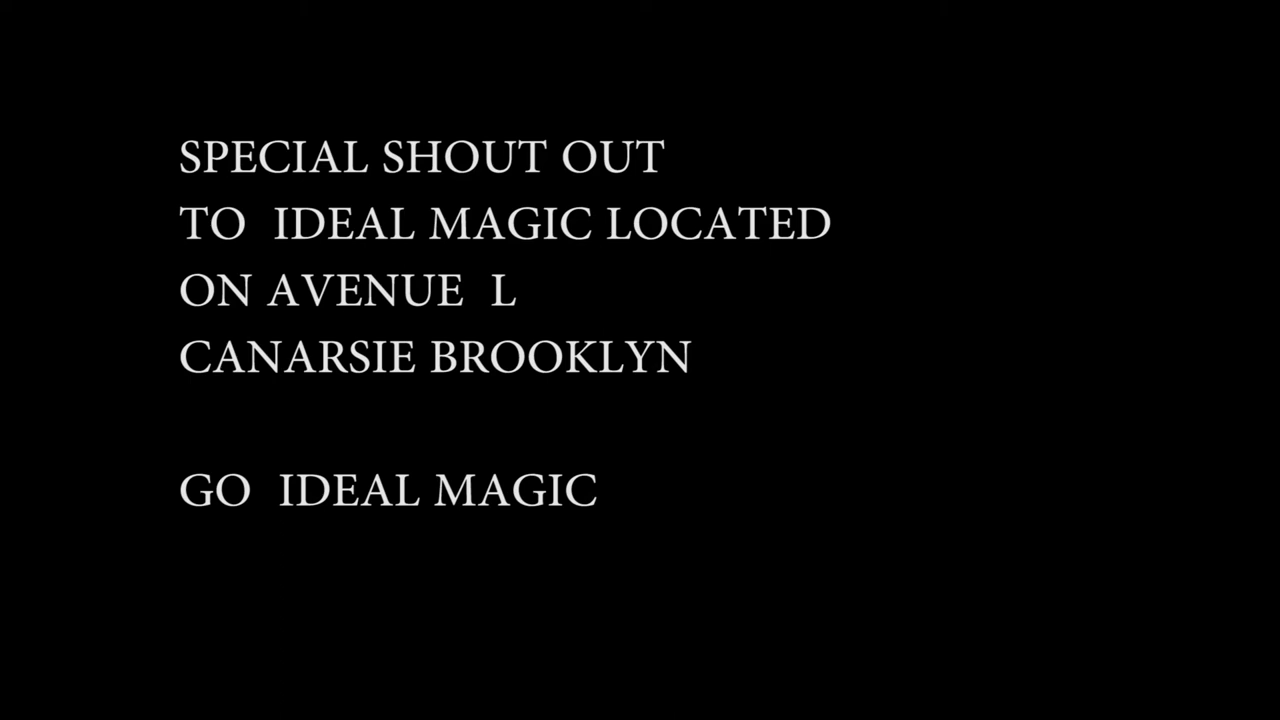 SPECIAL SHOUT OUT
TO  IDEAL MAGIC LOCATED
ON AVENUE  L
CANARSIE BROOKLYN
GO  IDEAL MAGIC